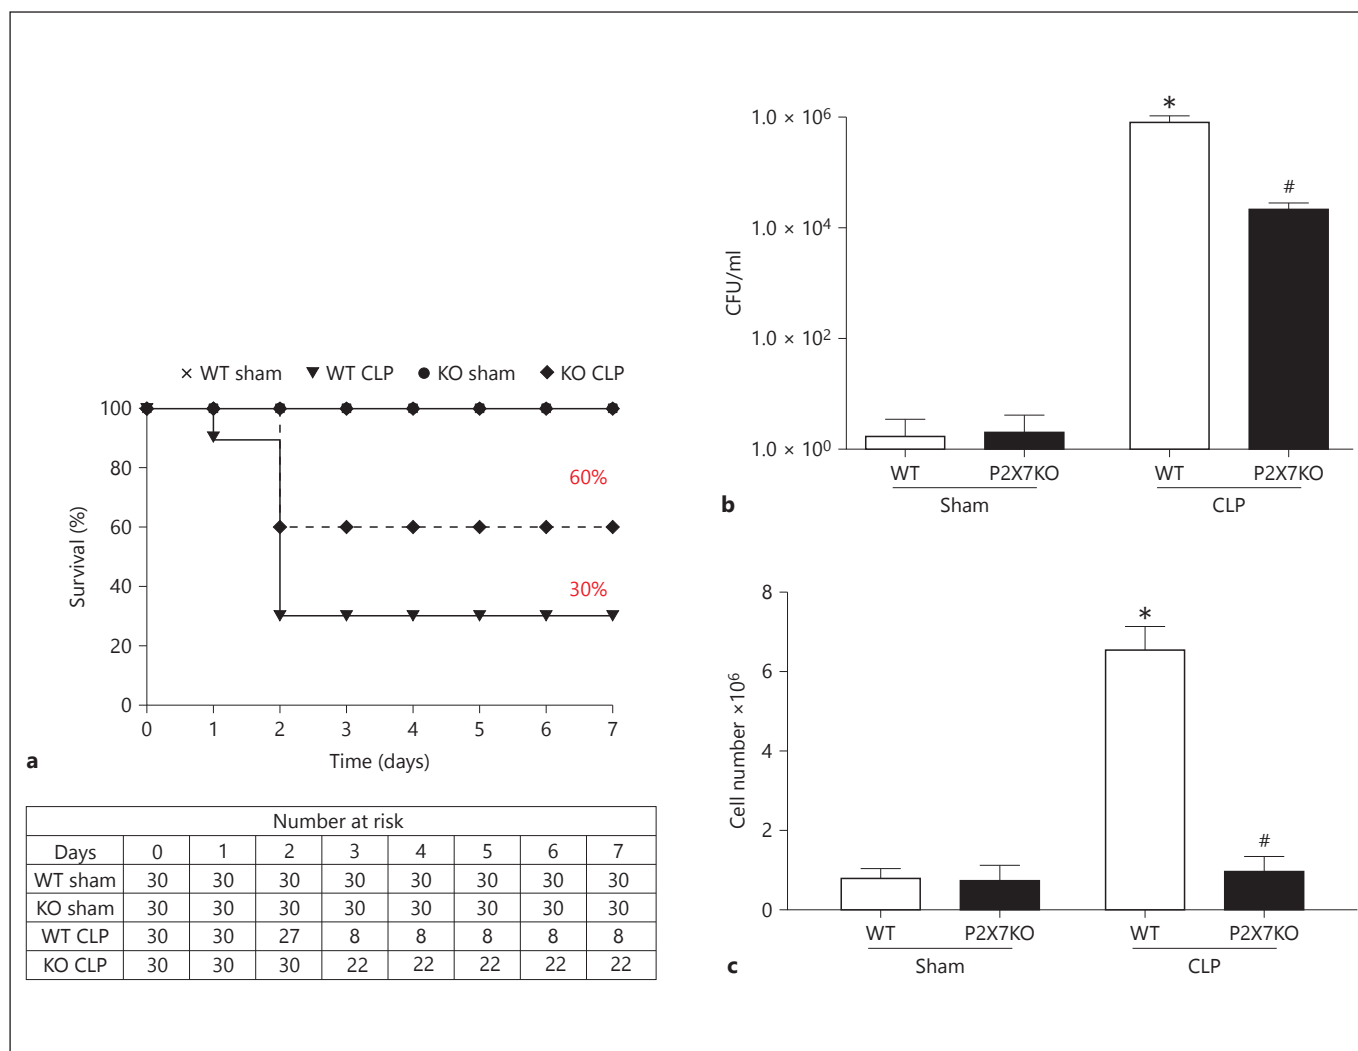 × WT sham ▼ WT CLP ● KO sham ◆ KO CLP
100
80
60
40
20
0
Survival (%)
60%
30%
0 1 2 3 4 5 6 7
Time (days)
a
Number at risk
Days 0 1 2 3 4 5 6 7
WT sham 30 30 30 30 30 30 30 30
KO sham 30 30 30 30 30 30 30 30
WT CLP 30 30 27 8 8 8 8 8
KO CLP 30 30 30 22 22 22 22 22
1.0 × 10⁶
1.0 × 10⁴
1.0 × 10²
1.0 × 10⁰
CFU/ml
*
#
WT P2X7KO WT P2X7KO
Sham CLP
b
8
6
4
2
0
Cell number ×10⁶
*
#
WT P2X7KO WT P2X7KO
Sham CLP
c